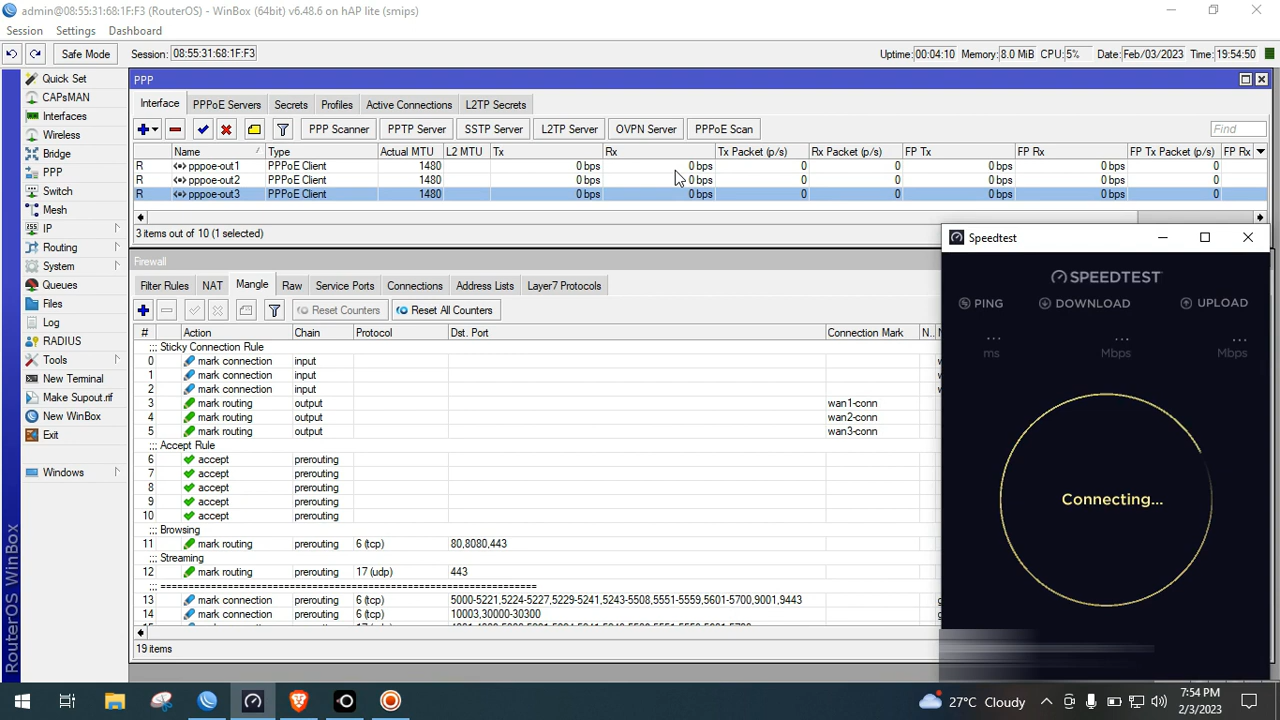 admin@08:55:31:68:1F:F3 (RouterOS) - WinBox (64bit) v6.48.6 on hAP lite (smips)
Session Settings Dashboard
Safe Mode Session: 08:55:31:68:1F:F3 Uptime: 00:04:10 Memory: 8.0 MiB CPU: 5% Date: Feb/03/2023 Time: 19:54:50
Quick Set
CAPsMAN
Interfaces
Wireless
Bridge
PPP
Switch
Mesh
IP
Routing
System
Queues
Files
Log
RADIUS
Tools
New Terminal
Make Supout.rif
New WinBox
Exit
Windows
RouterOS WinBox
PPP
Interface PPPoE Servers Secrets Profiles Active Connections L2TP Secrets
PPP Scanner PPTP Server SSTP Server L2TP Server OVPN Server PPPoE Scan Find
Name Type Actual MTU L2 MTU Tx Rx Tx Packet (p/s) Rx Packet (p/s) FP Tx FP Rx FP Tx Packet (p/s) FP Rx
R pppoe-out1 PPPoE Client 1480 0 bps 0 bps 0 0 0 bps 0 bps 0
R pppoe-out2 PPPoE Client 1480 0 bps 0 bps 0 0 0 bps 0 bps 0
R pppoe-out3 PPPoE Client 1480 0 bps 0 bps 0 0 0 bps 0 bps 0
3 items out of 10 (1 selected)
Firewall
Filter Rules NAT Mangle Raw Service Ports Connections Address Lists Layer7 Protocols
Reset Counters Reset All Counters
# Action Chain Protocol Dst. Port Connection Mark N..
;;; Sticky Connection Rule
0 mark connection input
1 mark connection input
2 mark connection input
3 mark routing output wan1-conn
4 mark routing output wan2-conn
5 mark routing output wan3-conn
;;; Accept Rule
6 accept prerouting
7 accept prerouting
8 accept prerouting
9 accept prerouting
10 accept prerouting
;;; Browsing
11 mark routing prerouting 6 (tcp) 80,8080,443
;;; Streaming
12 mark routing prerouting 17 (udp) 443
;;; =========================================================
13 mark connection prerouting 6 (tcp) 5000-5221,5224-5227,5229-5241,5243-5508,5551-5559,5601-5700,9001,9443
14 mark connection prerouting 6 (tcp) 10003,30000-30300
19 items
Speedtest
SPEEDTEST
PING DOWNLOAD UPLOAD
... ... ...
ms Mbps Mbps
Connecting...
27°C Cloudy
7:54 PM
2/3/2023